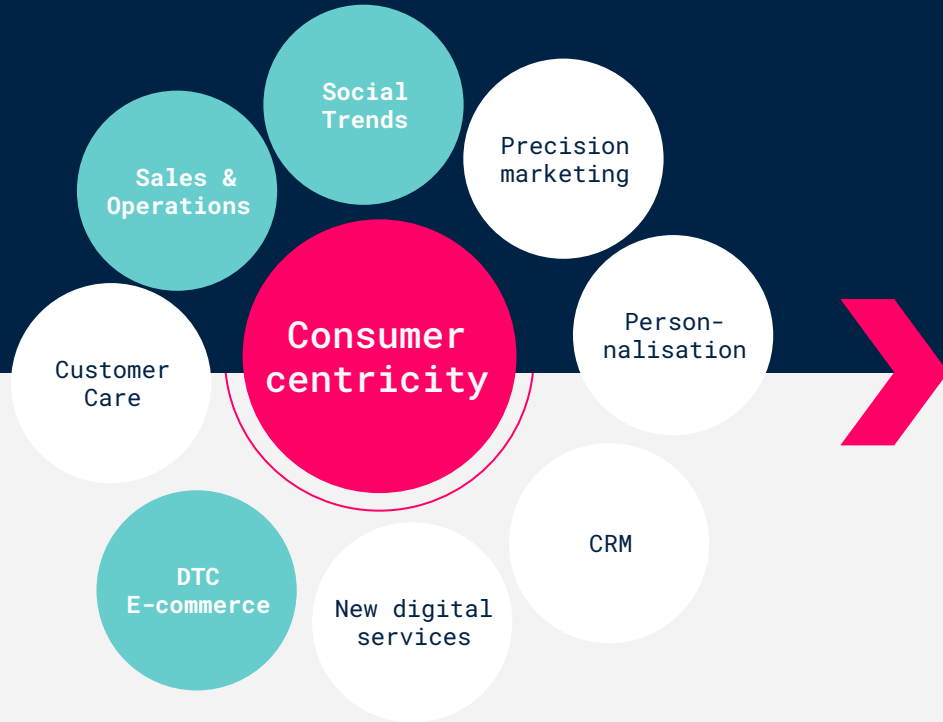 Social
Trends
Precision
marketing
Sales &
Operations
Person-
nalisation
Consumer
centricity
Customer
Care
CRM
DTC
E-commerce
New digital
services